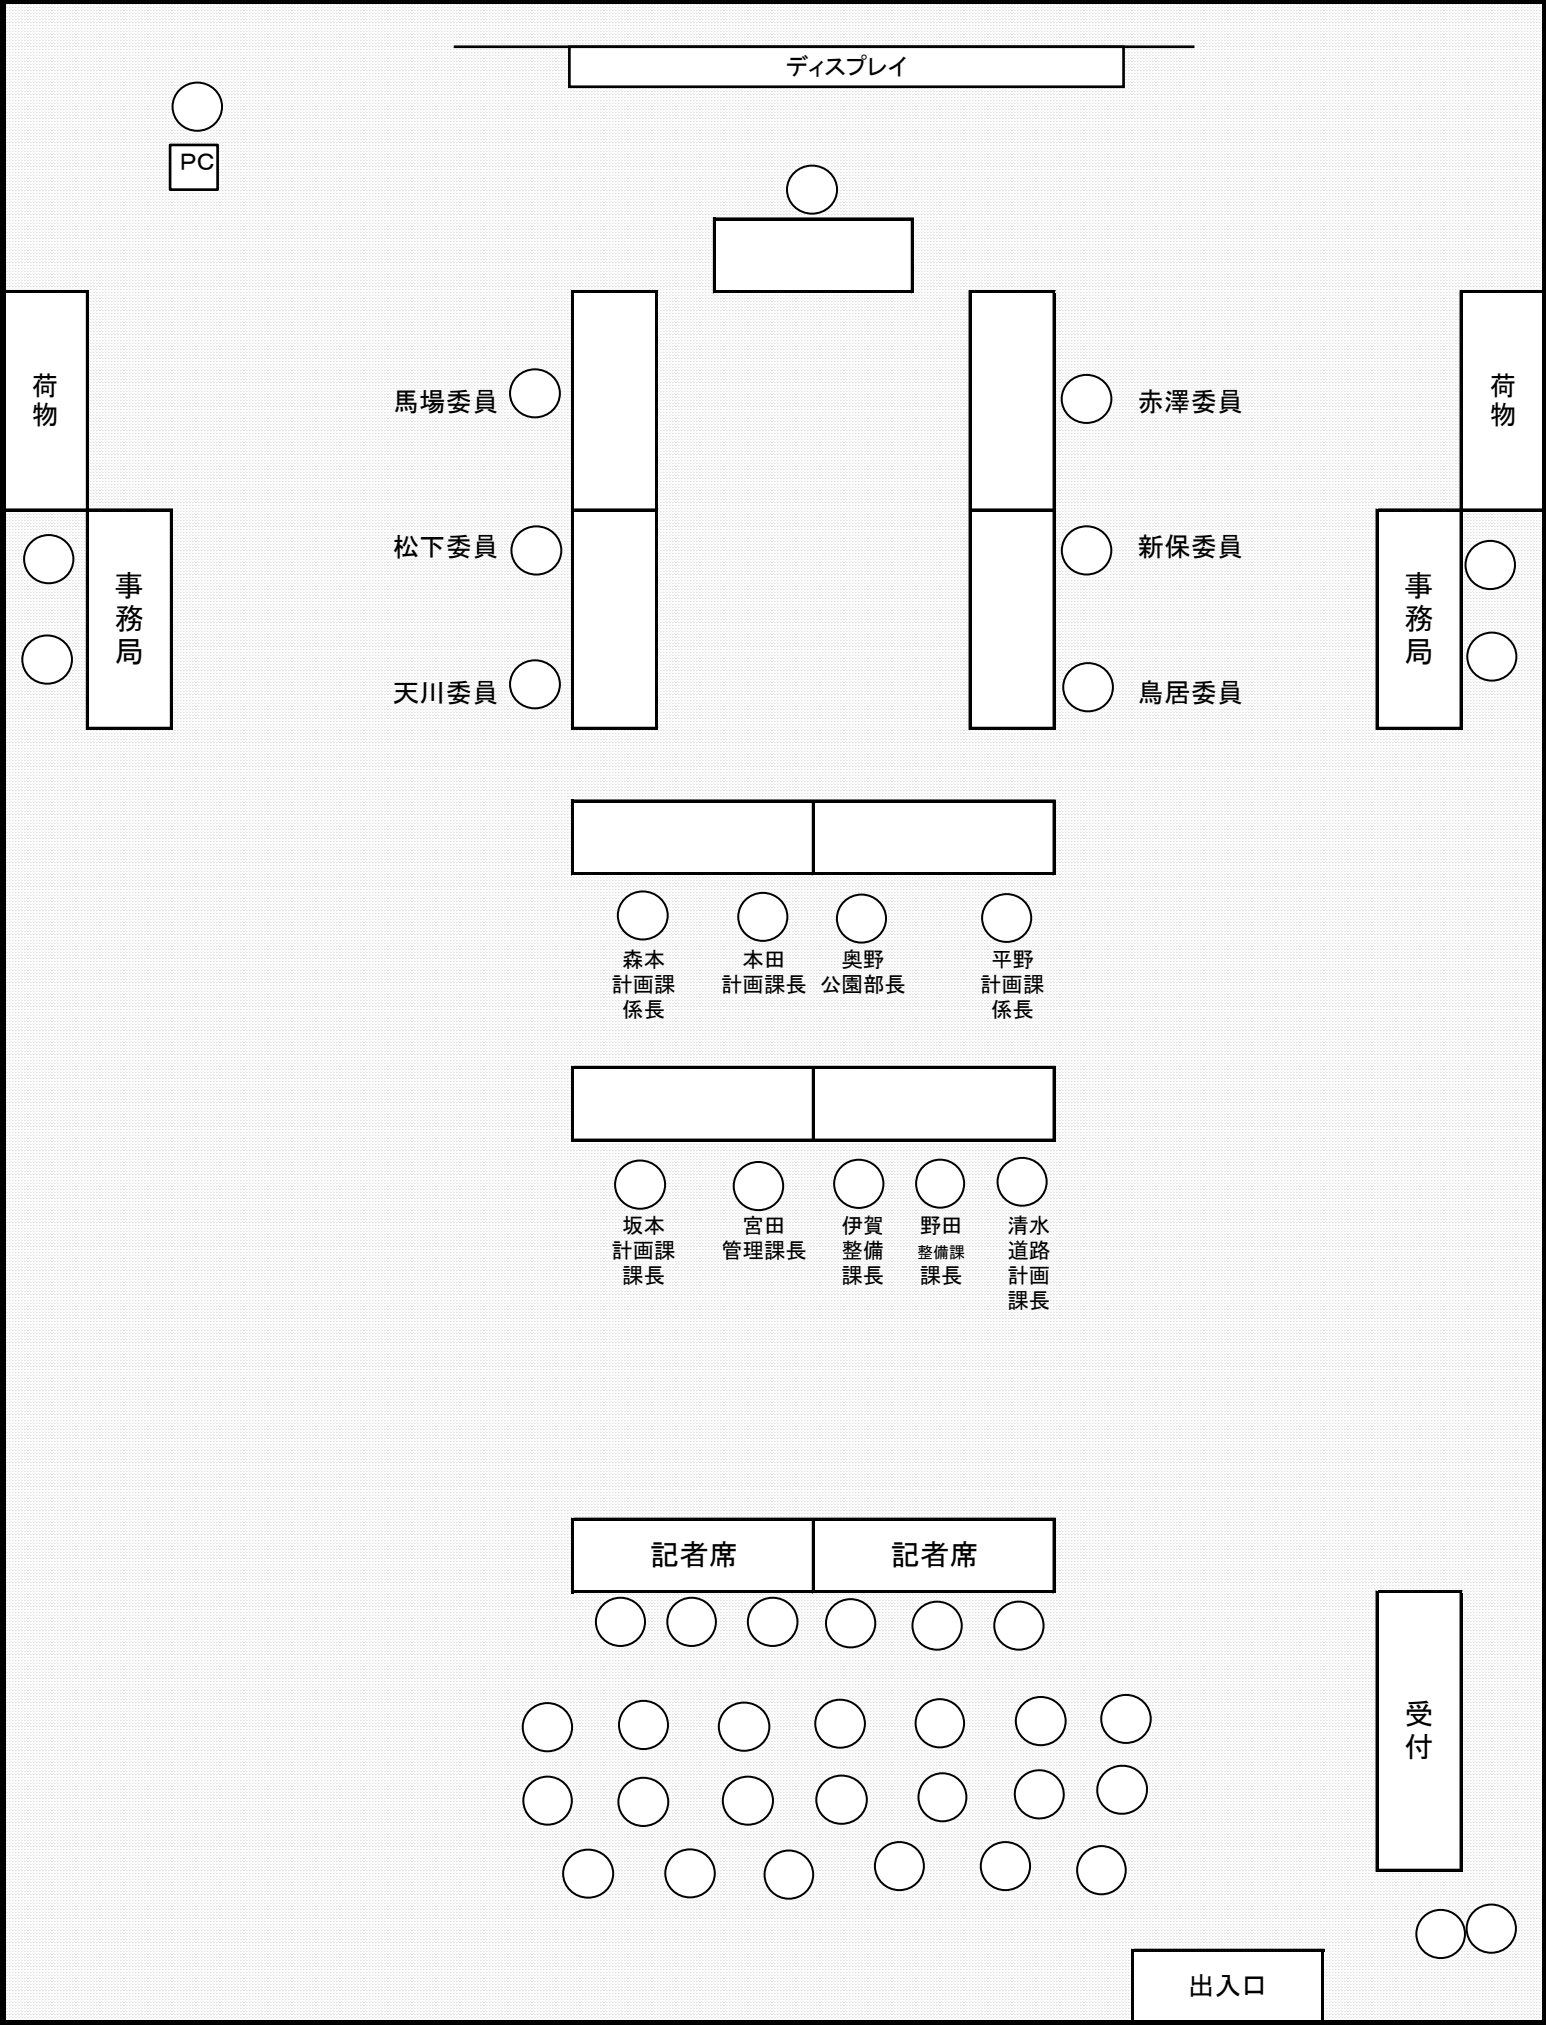 ディスプレイ
PC
荷物
荷物
馬場委員
赤澤委員
松下委員
新保委員
事務局
事務局
天川委員
鳥居委員
森本
計画課
係長
本田
計画課長
奥野
公園部長
平野
計画課
係長
坂本
計画課
課長
宮田
管理課長
伊賀
整備
課長
野田
整備課
課長
清水
道路
計画
課長
記者席
記者席
受付
出入口